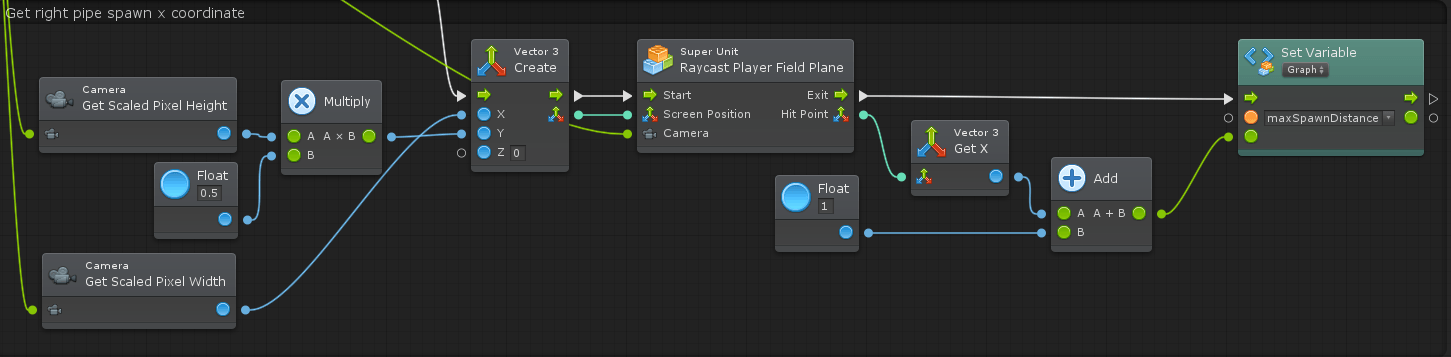 Get right pipe spawn x coordinate
Camera
Get Scaled Pixel Height
Multiply
A A × B
B
Float
0.5
Camera
Get Scaled Pixel Width
Vector 3
Create
X
Y
Z 0
Super Unit
Raycast Player Field Plane
Start Exit
Screen Position Hit Point
Camera
Vector 3
Get X
Float
1
Add
A A + B
B
Set Variable
Graph
maxSpawnDistance